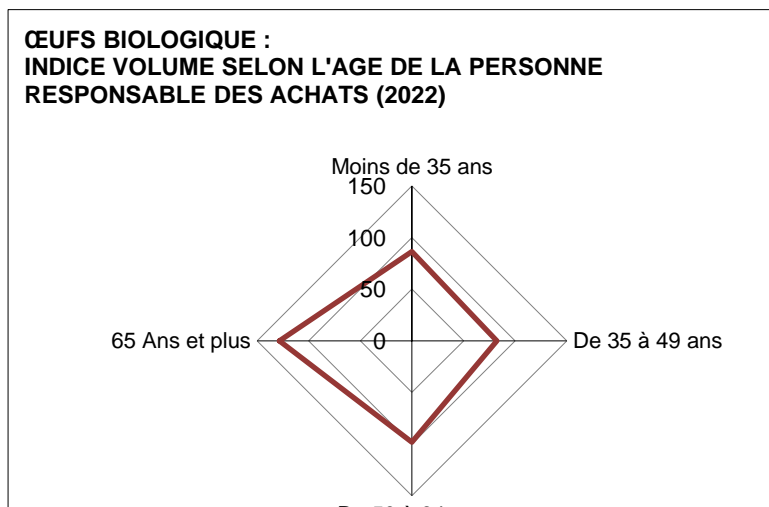 ŒUFS BIOLOGIQUE :
INDICE VOLUME SELON L'AGE DE LA PERSONNE
RESPONSABLE DES ACHATS (2022)
Moins de 35 ans
150
100
50
0
65 Ans et plus
De 35 à 49 ans